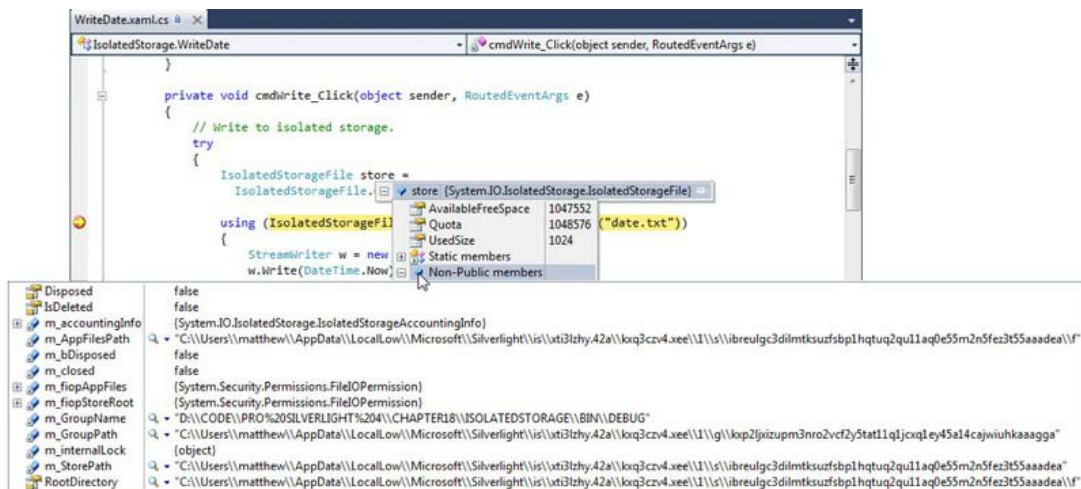 WriteDate.xaml.cs
IsolatedStorage.WriteDate cmdWrite_Click(object sender, RoutedEventArgs e)
}
private void cmdWrite_Click(object sender, RoutedEventArgs e)
{
// Write to isolated storage.
try
{
IsolatedStorageFile store =
IsolatedStorageFile. store {System.IO.IsolatedStorage.IsolatedStorageFile}
AvailableFreeSpace 1047552
using (IsolatedStorageFil Quota 1048576 ("date.txt"))
{ UsedSize 1024
StreamWriter w = new Static members
w.Write(DateTime.Now) Non-Public members
Disposed false
IsDeleted false
m_accountingInfo {System.IO.IsolatedStorage.IsolatedStorageAccountingInfo}
m_AppFilesPath "C:\\Users\\matthew\\AppData\\LocalLow\\Microsoft\\Silverlight\\is\\xti3lzhy.42a\\kxq3czv4.xee\\1\\s\\ibreulgc3dilmtksuzfsbp1hqtuq2qu11aq0e55m2n5fez3t55aaadea\\f"
m_bDisposed false
m_closed false
m_fiopAppFiles {System.Security.Permissions.FileIOPermission}
m_fiopStoreRoot {System.Security.Permissions.FileIOPermission}
m_GroupName "D:\\CODE\\PRO%20SILVERLIGHT%204\\CHAPTER18\\ISOLATEDSTORAGE\\BIN\\DEBUG"
m_GroupPath "C:\\Users\\matthew\\AppData\\LocalLow\\Microsoft\\Silverlight\\is\\xti3lzhy.42a\\kxq3czv4.xee\\1\\g\\kxp2ljxizupm3nro2vcf2y5tat11q1jcxq1ey45a14cajwiuhkaaagga"
m_internalLock {object}
m_StorePath "C:\\Users\\matthew\\AppData\\LocalLow\\Microsoft\\Silverlight\\is\\xti3lzhy.42a\\kxq3czv4.xee\\1\\s\\ibreulgc3dilmtksuzfsbp1hqtuq2qu11aq0e55m2n5fez3t55aaadea"
RootDirectory "C:\\Users\\matthew\\AppData\\LocalLow\\Microsoft\\Silverlight\\is\\xti3lzhy.42a\\kxq3czv4.xee\\1\\s\\ibreulgc3dilmtksuzfsbp1hqtuq2qu11aq0e55m2n5fez3t55aaadea\\f"